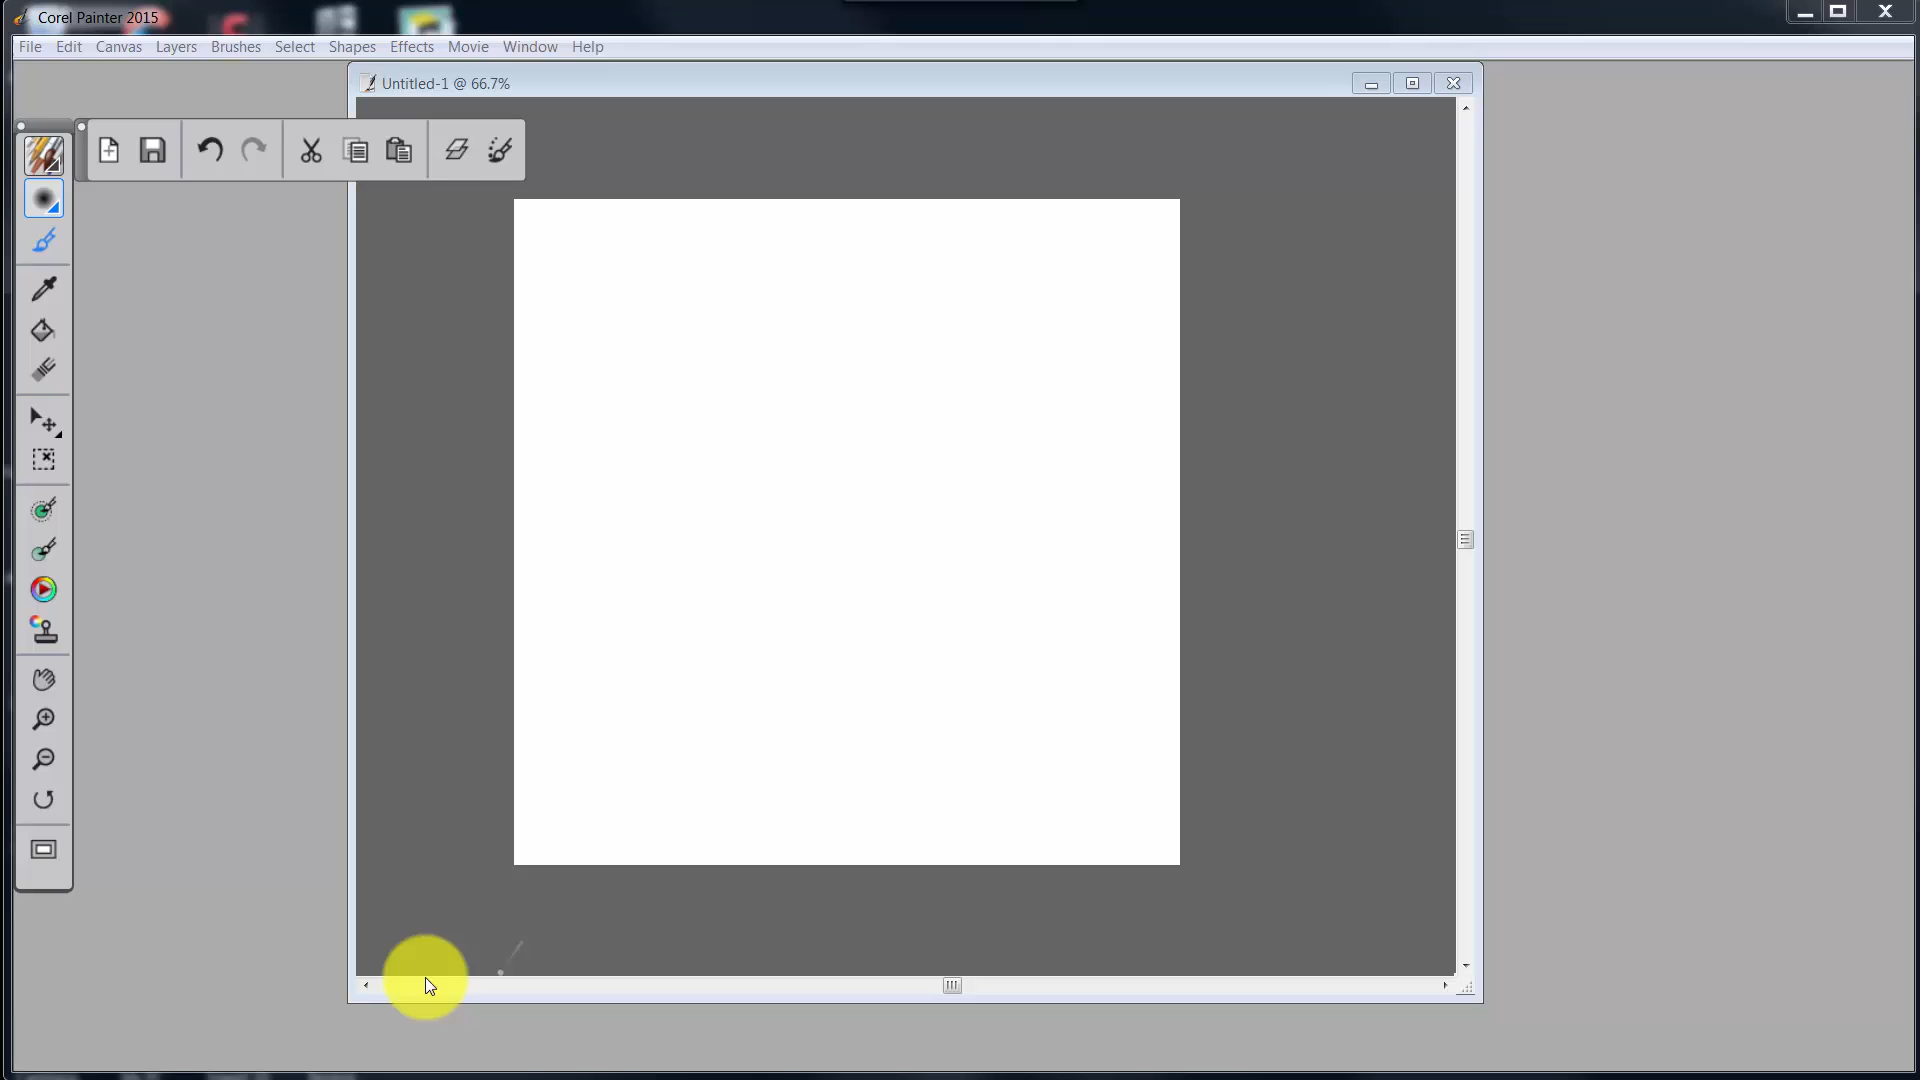 Corel Painter 2015
File Edit Canvas Layers Brushes Select Shapes Effects Movie Window Help
Untitled-1 @ 66.7%